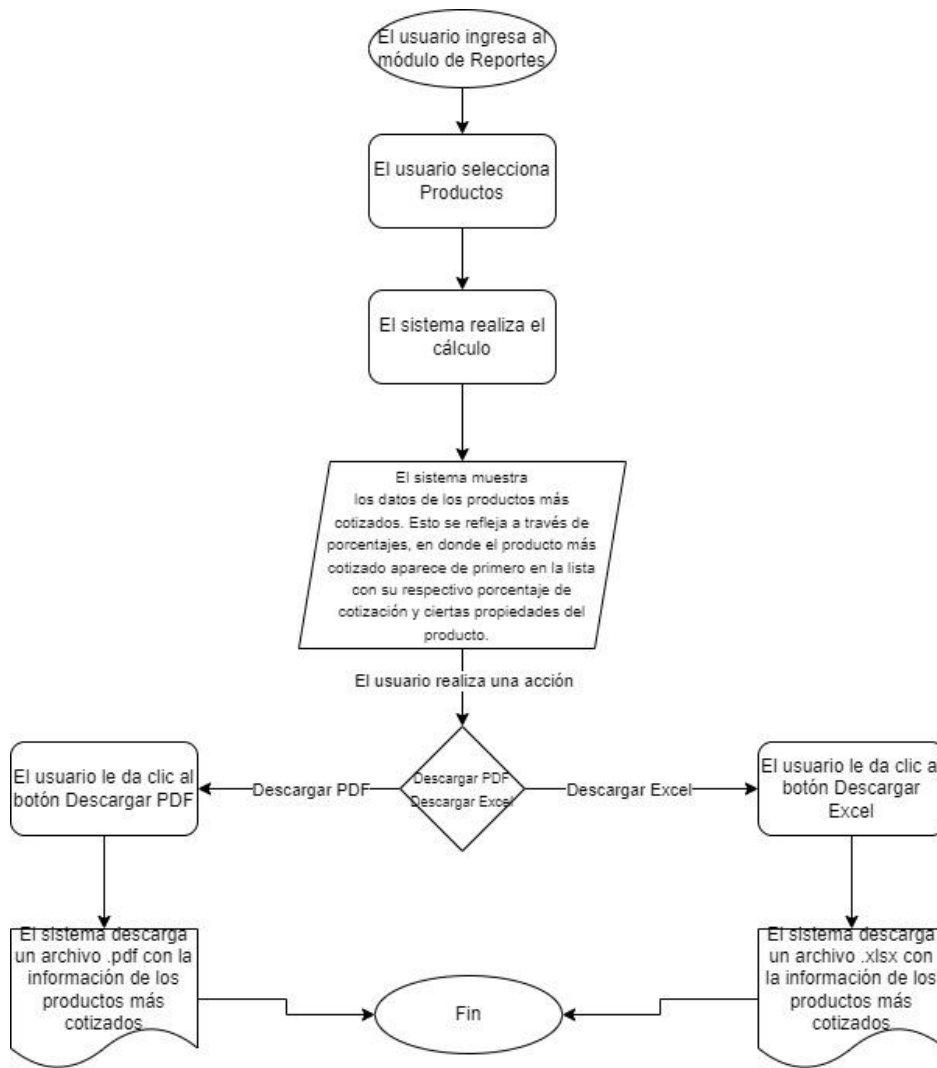 El usuario ingresa al
módulo de Reportes
El usuario selecciona
Productos
El sistema realiza el
cálculo
El sistema muestra
los datos de los productos más
cotizados. Esto se refleja a través de
porcentajes, en donde el producto más
cotizado aparece de primero en la lista
con su respectivo porcentaje de
cotización y ciertas propiedades del
producto.
El usuario realiza una acción
Descargar PDF
Descargar Excel
Descargar PDF
Descargar Excel
El usuario le da clic al
botón Descargar PDF
El usuario le da clic al
botón Descargar
Excel
El sistema descarga
un archivo .pdf con la
información de los
productos más
cotizados
El sistema descarga
un archivo .xlsx con
la información de los
productos más
cotizados
Fin